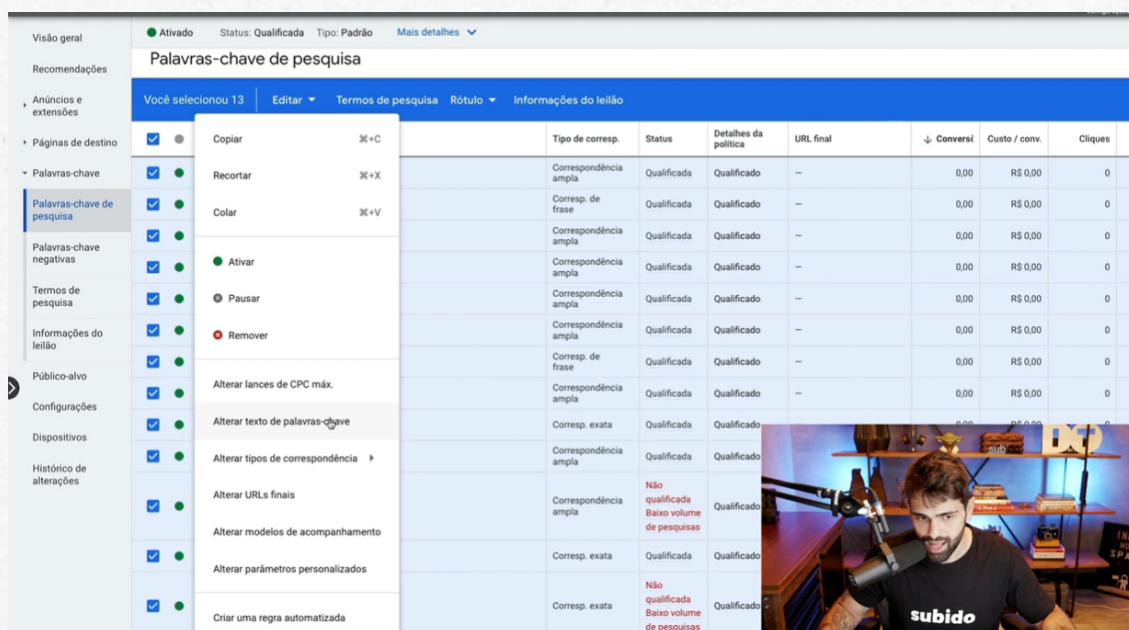 Visão geral
Recomendações
Anúncios e
extensões
Páginas de destino
Palavras-chave
Palavras-chave de
pesquisa
Palavras-chave
negativas
Termos de
pesquisa
Informações do
leilão
Público-alvo
Configurações
Dispositivos
Histórico de
alterações
Ativado Status: Qualificada Tipo: Padrão Mais detalhes
Palavras-chave de pesquisa
Você selecionou 13 Editar Termos de pesquisa Rótulo Informações do leilão
Copiar ⌘+C
Recortar ⌘+X
Colar ⌘+V
Ativar
Pausar
Remover
Alterar lances de CPC máx.
Alterar texto de palavras-chave
Alterar tipos de correspondência
Alterar URLs finais
Alterar modelos de acompanhamento
Alterar parâmetros personalizados
Criar uma regra automatizada
Tipo de corresp. Status Detalhes da
política URL final Conversõ Custo / conv. Cliques
Correspondência
ampla Qualificada Qualificado – 0,00 R$ 0,00 0
Corresp. de
frase Qualificada Qualificado – 0,00 R$ 0,00 0
Correspondência
ampla Qualificada Qualificado – 0,00 R$ 0,00 0
Correspondência
ampla Qualificada Qualificado – 0,00 R$ 0,00 0
Correspondência
ampla Qualificada Qualificado – 0,00 R$ 0,00 0
Correspondência
ampla Qualificada Qualificado – 0,00 R$ 0,00 0
Corresp. de
frase Qualificada Qualificado – 0,00 R$ 0,00 0
Correspondência
ampla Qualificada Qualificado – 0,00 R$ 0,00 0
Corresp. exata Qualificada Qualificado
Correspondência
ampla Qualificada Qualificado
Correspondência
ampla Não
qualificada
Baixo volume
de pesquisas Qualificado
Corresp. exata Qualificada Qualificado
Corresp. exata Não
qualificada
Baixo volume
de pesquisas Qualificado
subido